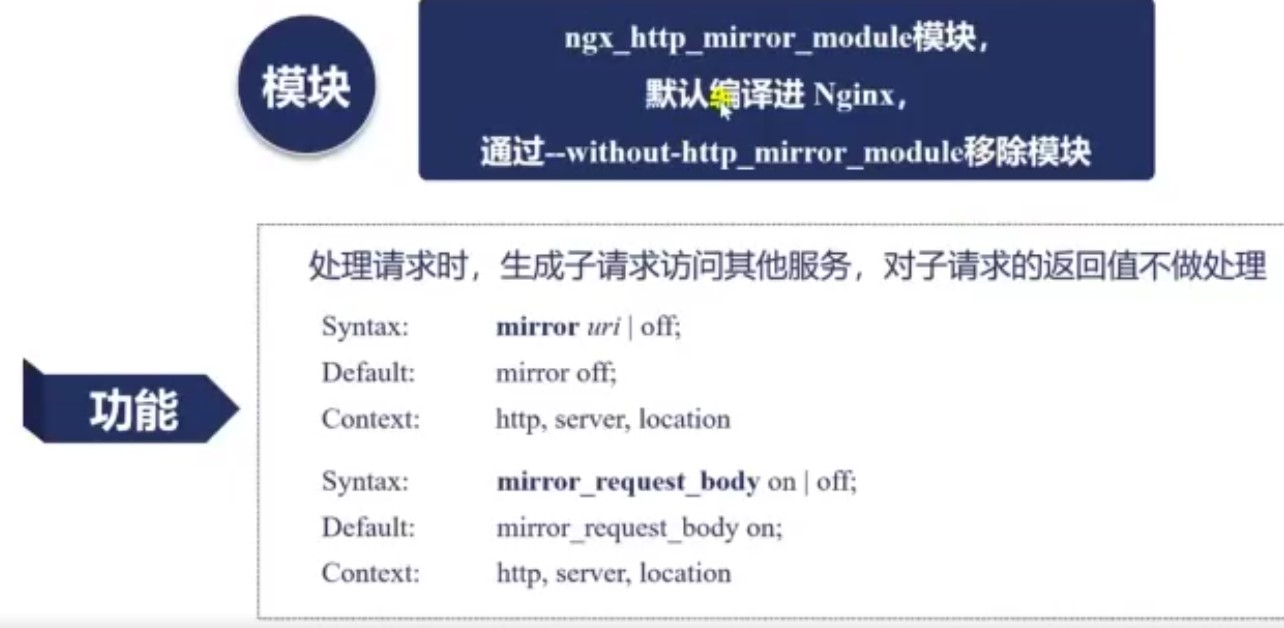 模块
ngx_http_mirror_module模块，
默认编译进 Nginx，
通过--without-http_mirror_module移除模块
功能
处理请求时，生成子请求访问其他服务，对子请求的返回值不做处理
Syntax: mirror uri | off;
Default: mirror off;
Context: http, server, location
Syntax: mirror_request_body on | off;
Default: mirror_request_body on;
Context: http, server, location